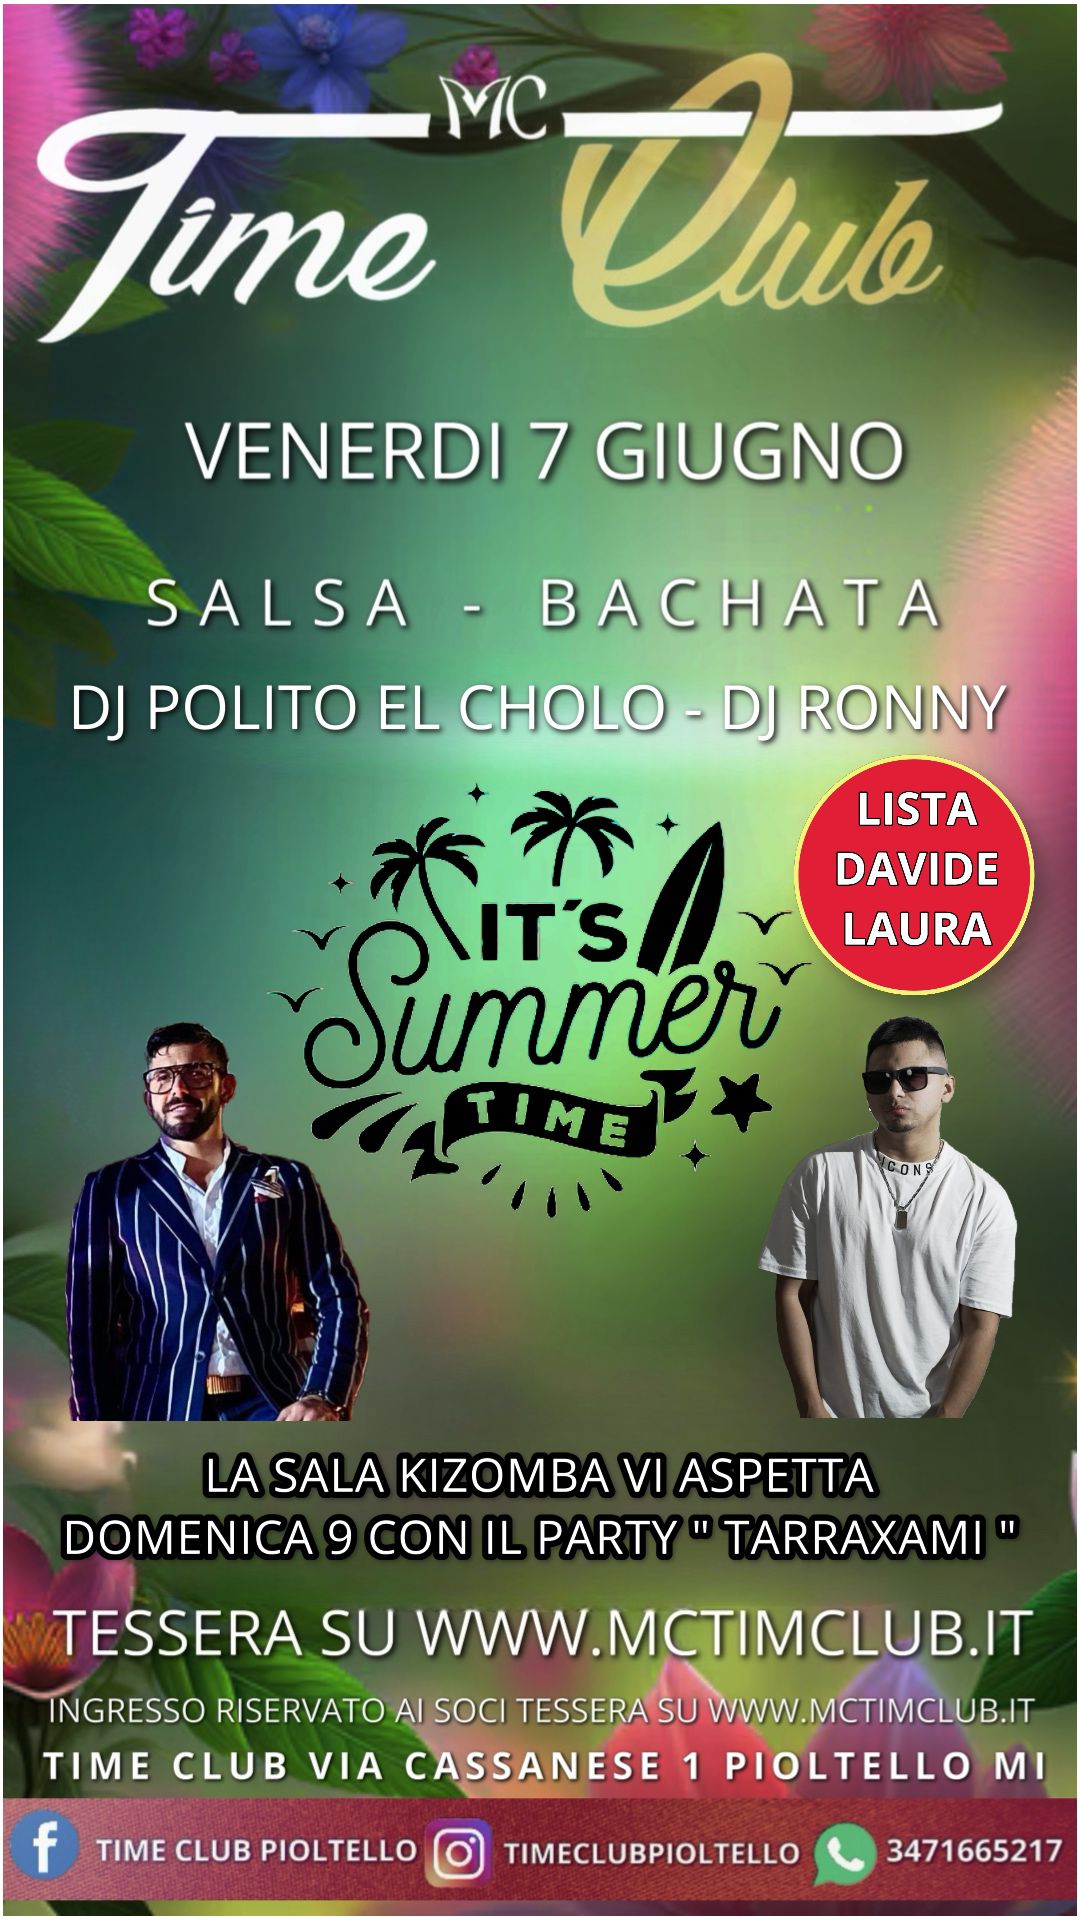 MC
Time Club
VENERDI 7 GIUGNO
SALSA - BACHATA
DJ POLITO EL CHOLO - DJ RONNY
LISTA
DAVIDE
LAURA
IT´S
Summer
TIME
ICONS
LA SALA KIZOMBA VI ASPETTA
DOMENICA 9 CON IL PARTY " TARRAXAMI "
TESSERA SU WWW.MCTIMCLUB.IT
INGRESSO RISERVATO AI SOCI TESSERA SU WWW.MCTIMCLUB.IT
TIME CLUB VIA CASSANESE 1 PIOLTELLO MI
f TIME CLUB PIOLTELLO TIMECLUBPIOLTELLO 3471665217